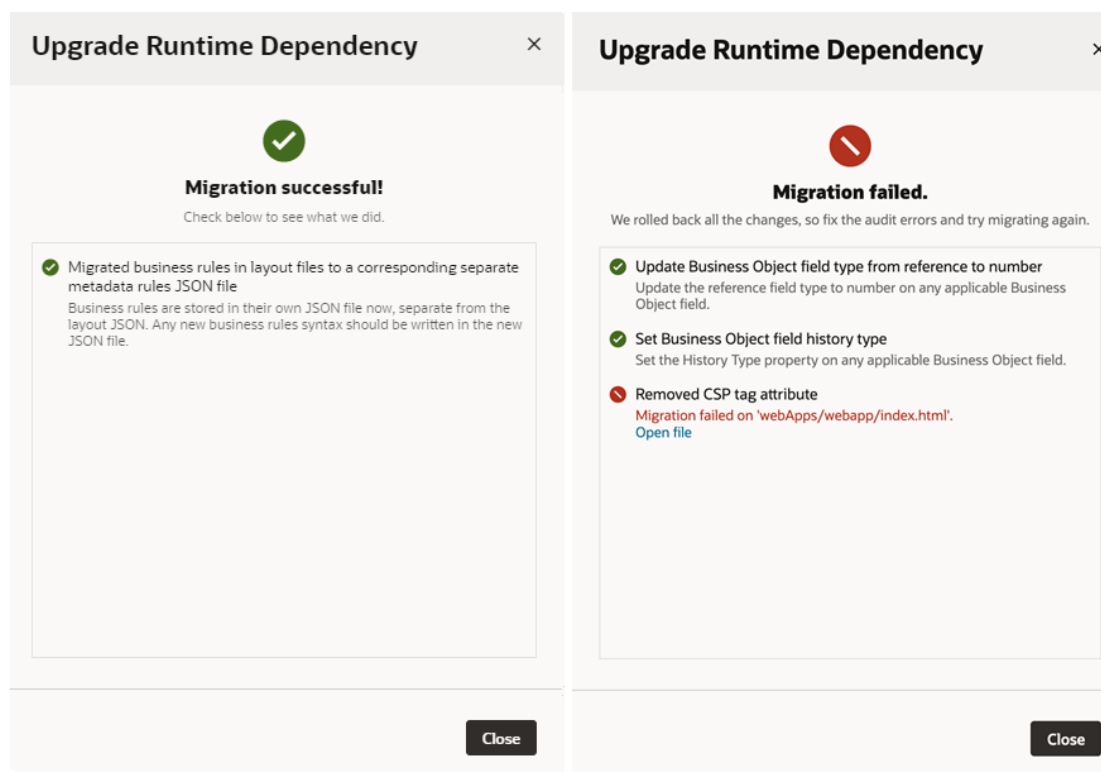 Upgrade Runtime Dependency
Migration successful!
Check below to see what we did.
Migrated business rules in layout files to a corresponding separate
metadata rules JSON file
Business rules are stored in their own JSON file now, separate from the
layout JSON. Any new business rules syntax should be written in the new
JSON file.
Close
Upgrade Runtime Dependency
Migration failed.
We rolled back all the changes, so fix the audit errors and try migrating again.
Update Business Object field type from reference to number
Update the reference field type to number on any applicable Business
Object field.
Set Business Object field history type
Set the History Type property on any applicable Business Object field.
Removed CSP tag attribute
Migration failed on 'webApps/webapp/index.html'.
Open file
Close